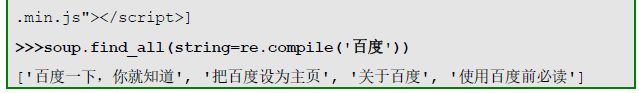 .min.js"></script>]
>>>soup.find_all(string=re.compile('百度'))
['百度一下，你就知道', '把百度设为主页', '关于百度', '使用百度前必读']